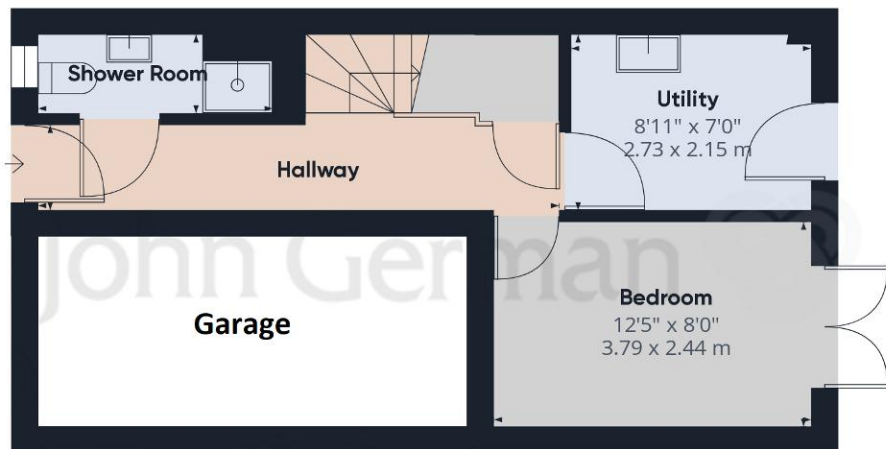 Shower Room
Utility
8'11" x 7'0"
2.73 x 2.15 m
Hallway
John German
Garage
Bedroom
12'5" x 8'0"
3.79 x 2.44 m